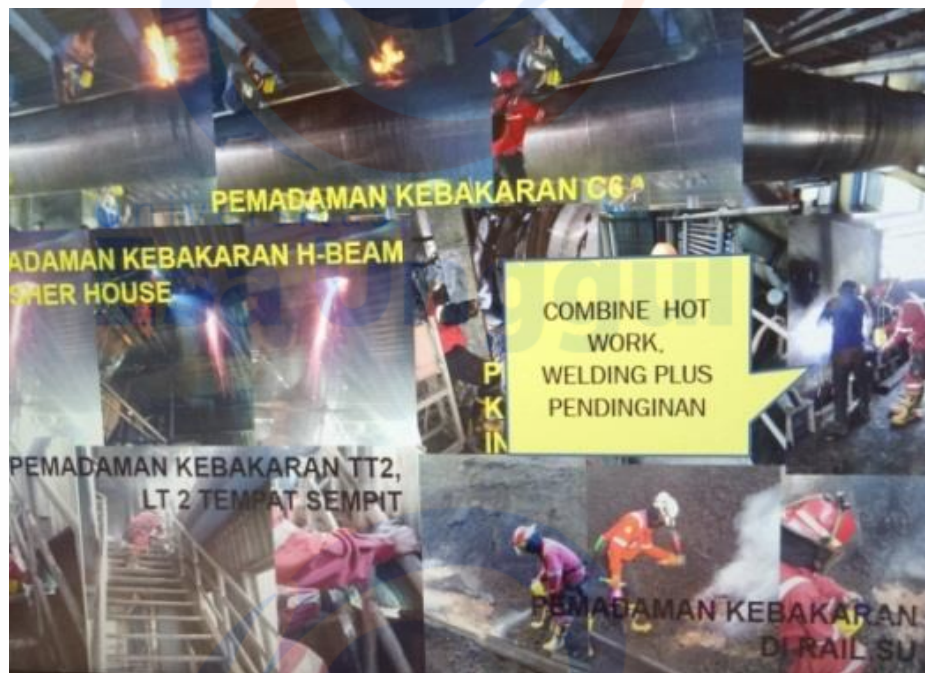 PEMADAMAN KEBAKARAN C6
ADAMAN KEBAKARAN H-BEAM
SHER HOUSE
COMBINE HOT
WORK,
WELDING PLUS
PENDINGINAN
P
K
IN
PEMADAMAN KEBAKARAN TT2,
LT 2 TEMPAT SEMPIT
PEMADAMAN KEBAKARAN
DI RAIL SU